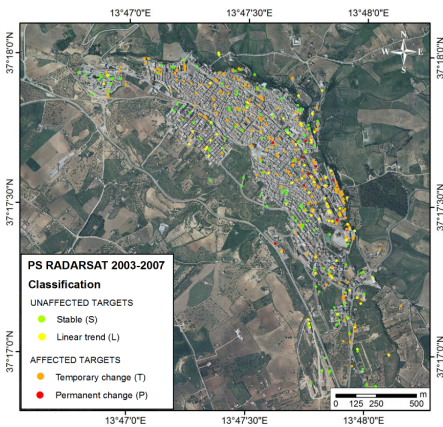 13°47'0"E 13°47'30"E 13°48'0"E
37°18'0"N 37°18'0"N
N
W E
S
37°17'30"N 37°17'30"N
PS RADARSAT 2003-2007
Classification
UNAFFECTED TARGETS
Stable (S)
Linear trend (L)
AFFECTED TARGETS
Temporary change (T)
Permanent change (P)
37°17'0"N 37°17'0"N
m
0 125 250 500
13°47'0"E 13°47'30"E 13°48'0"E